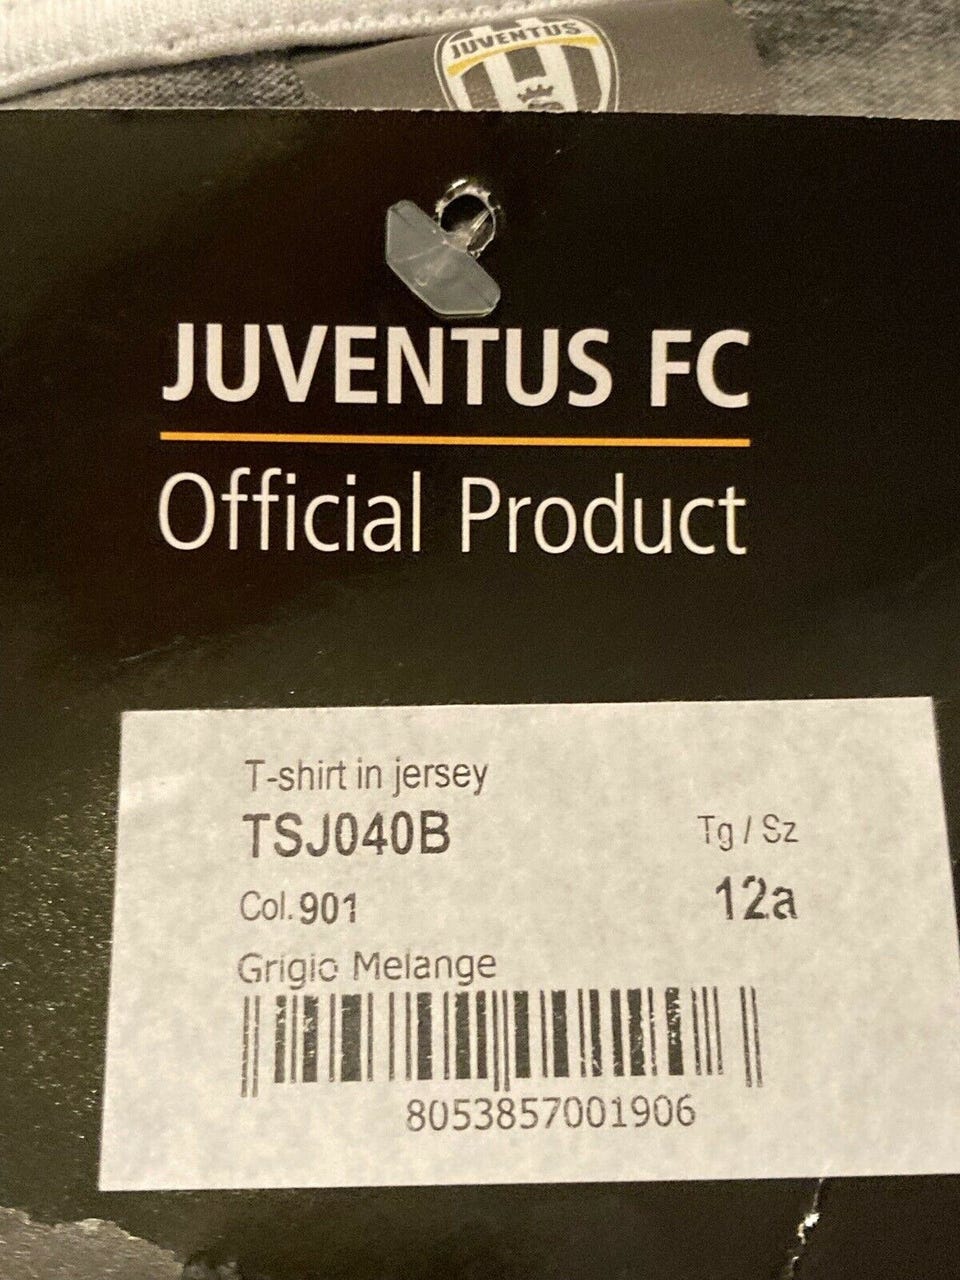 JUVENTUS
JUVENTUS FC
Official Product
T-shirt in jersey
TSJ040B
Tg / Sz
Col.901
12a
Grigio Melange
8053857001906